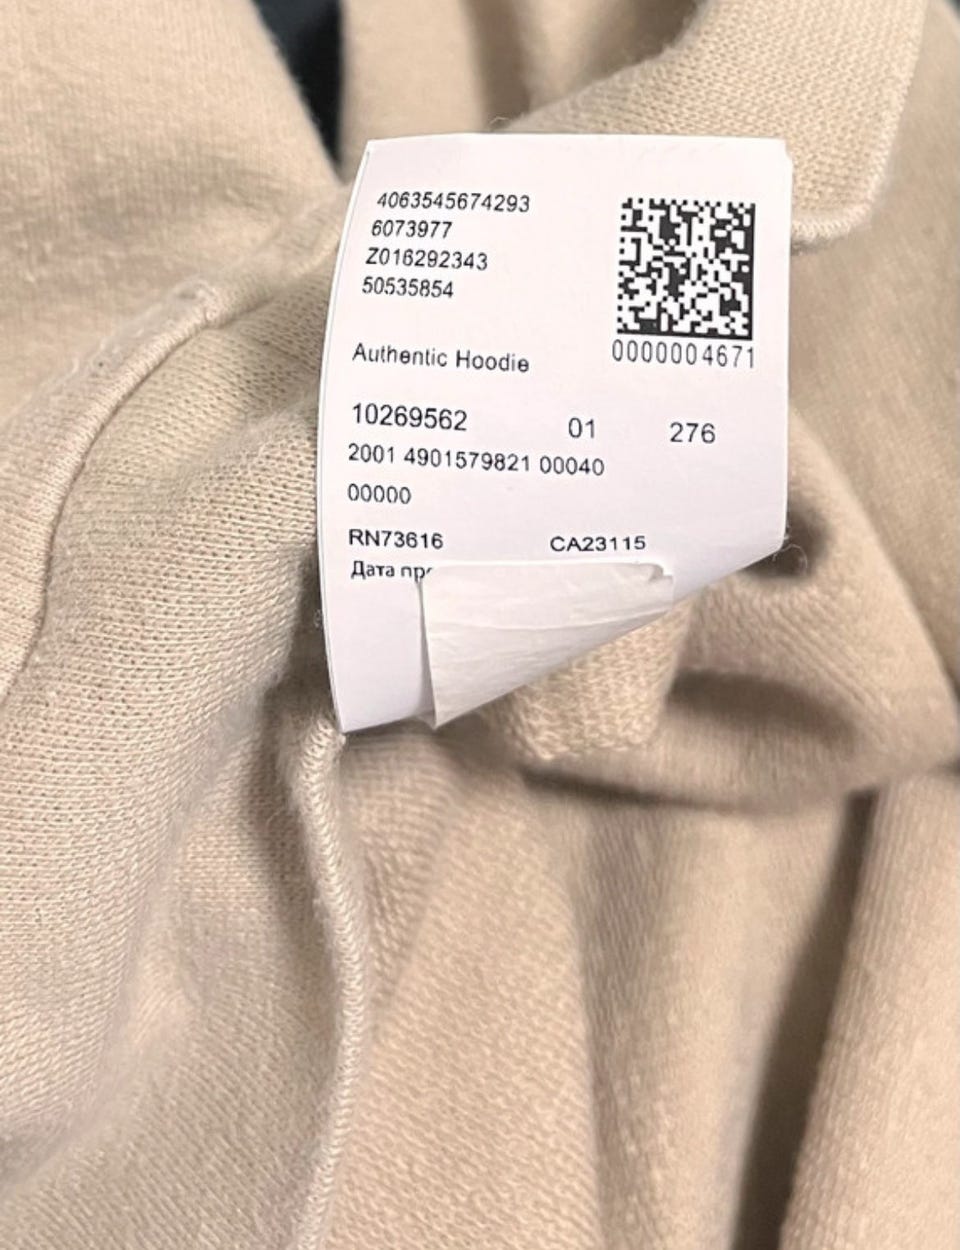 4063545674293
6073977
Z016292343
50535854
0000004671
Authentic Hoodie
10269562 01 276
2001 4901579821 00040
00000
RN73616 CA23115
Дата